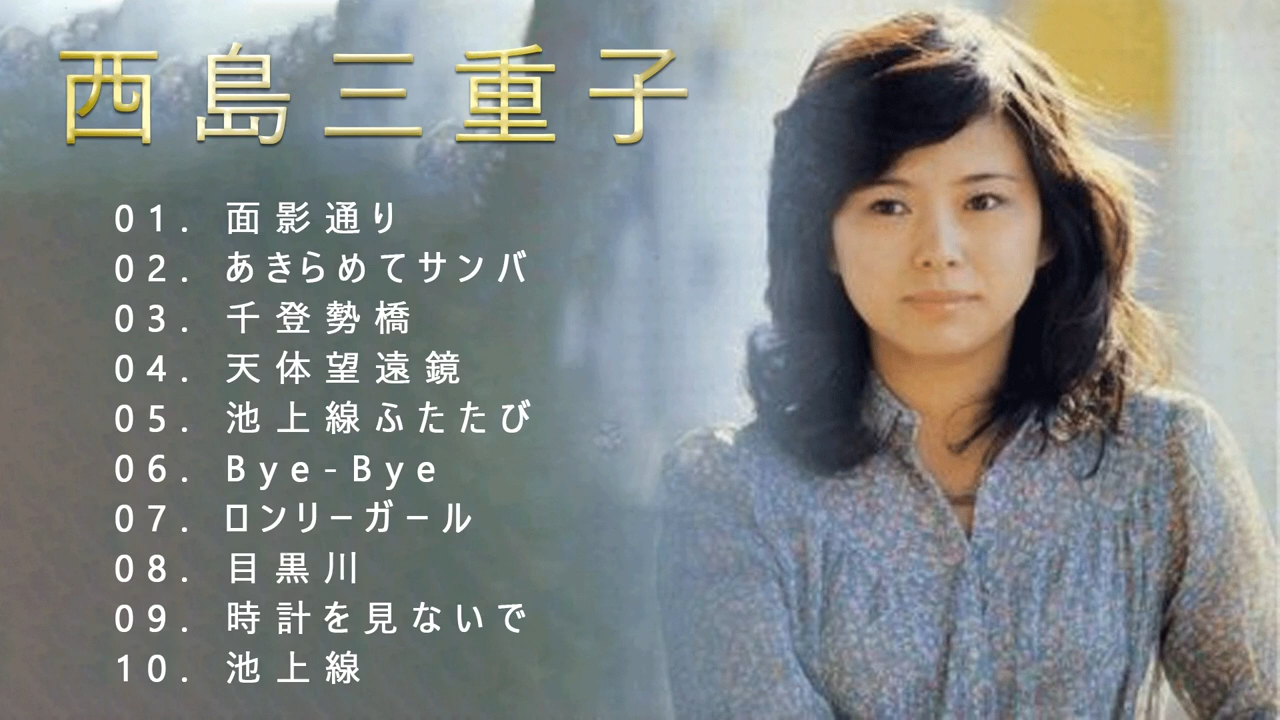 西島三重子
01. 面影通り
02. あきらめてサンバ
03. 千登勢橋
04. 天体望遠鏡
05. 池上線ふたたび
06. Bye-Bye
07. ロンリーガール
08. 目黒川
09. 時計を見ないで
10. 池上線